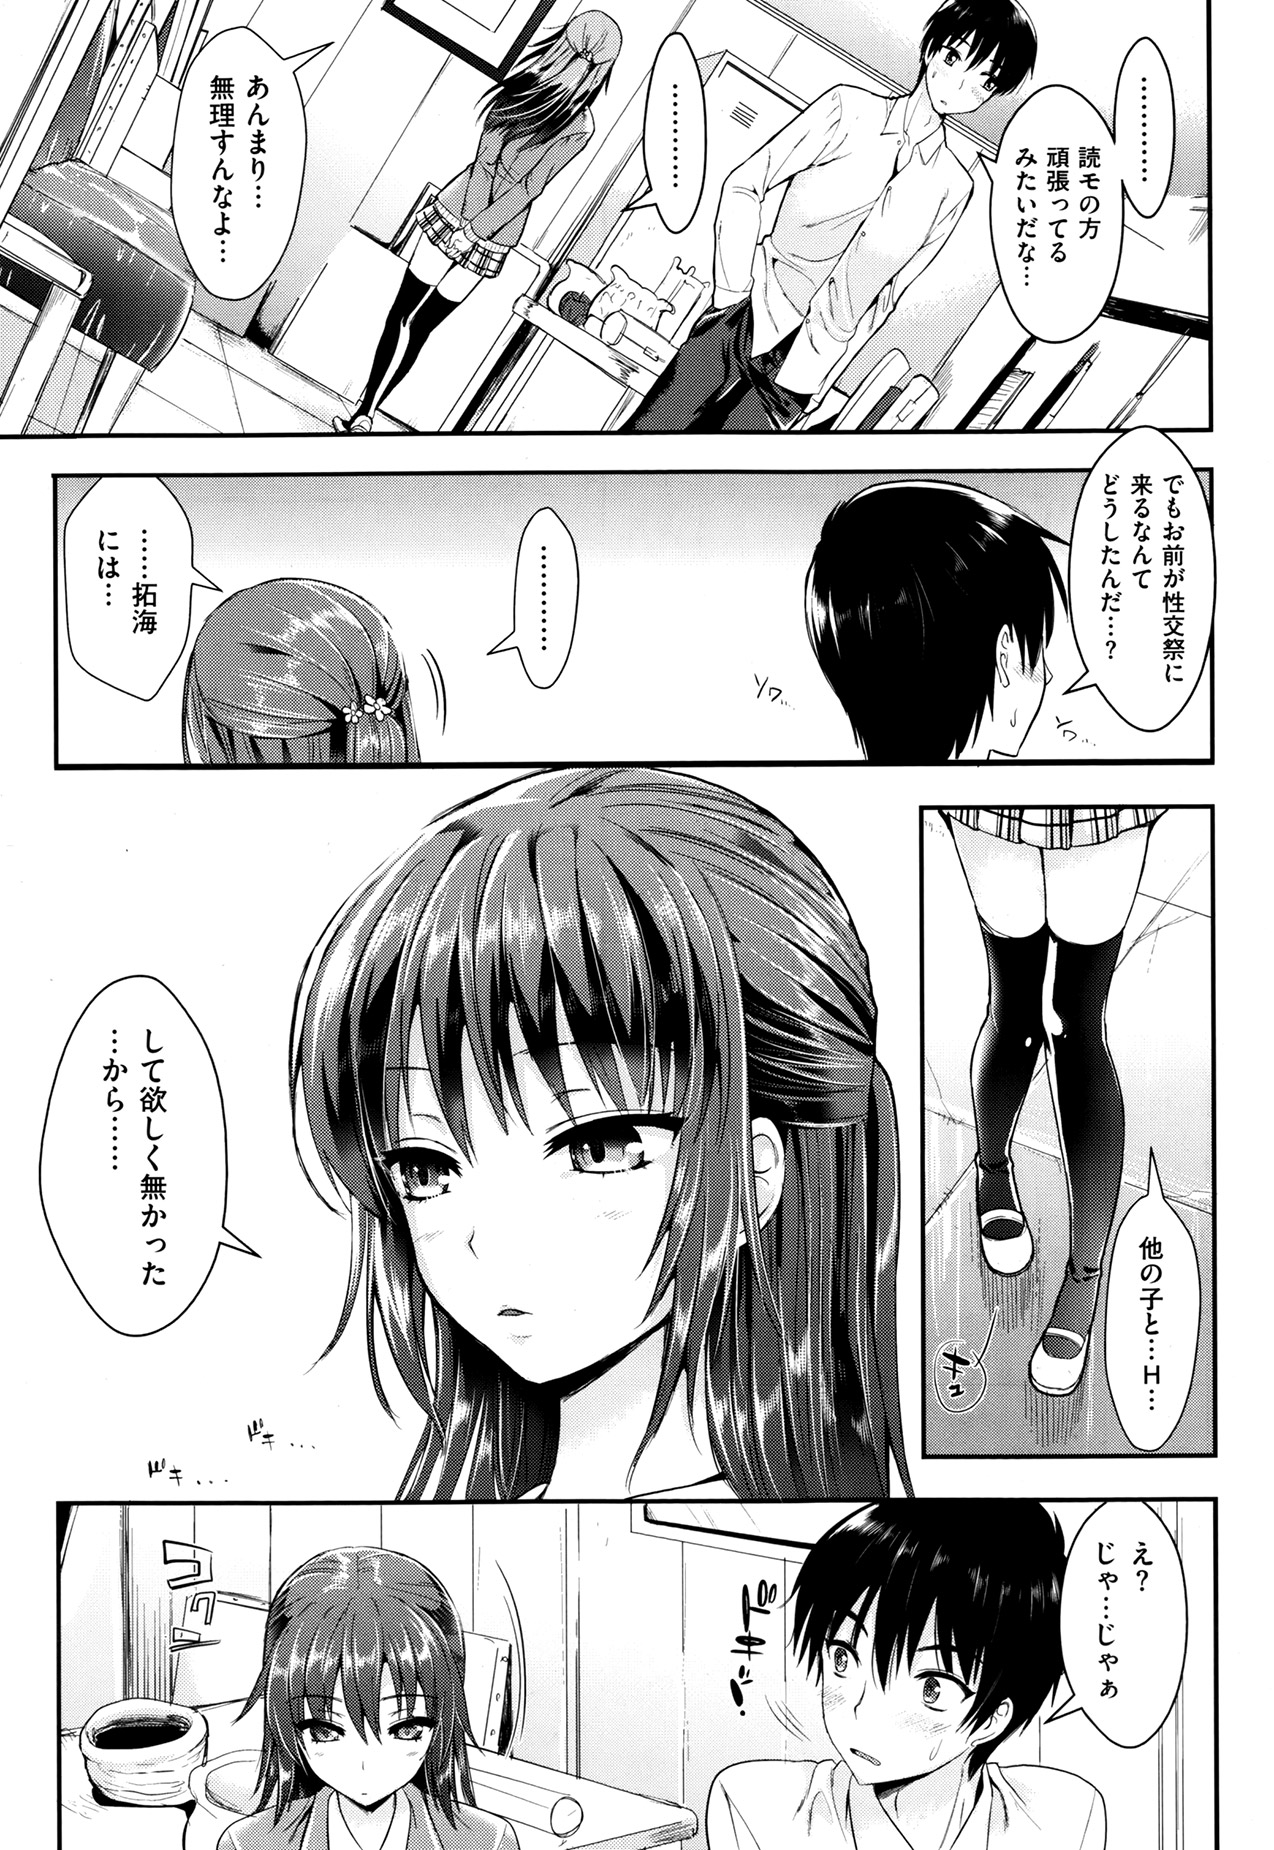 …………
読モの方
頑張ってる
みたいだな…
…………
あんまり…
無理すんなよ…
でもお前が性交祭に
来るなんて
どうしたんだ…？
ソワ…
ソワ…
…………
……拓海
には…
他の子と…H…
キュ
して欲しく無かった
…から……
ドキ...
ドキ...
え？
じゃ…じゃぁ
ドキ
コクン